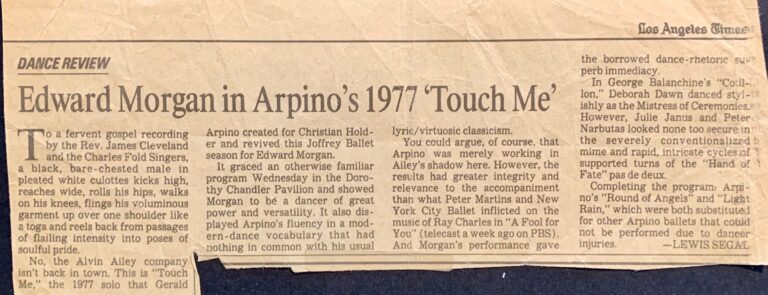 Los Angeles Times
DANCE REVIEW
Edward Morgan in Arpino's 1977 'Touch Me'
To a fervent gospel recording
by the Rev. James Cleveland
and the Charles Fold Singers,
a black, bare-chested male in
pleated white culottes kicks high,
reaches wide, rolls his hips, walks
on his knees, flings his voluminous
garment up over one shoulder like
a toga and reels back from passages
of flailing intensity into poses of
soulful pride.
No, the Alvin Ailey company
isn't back in town. This is "Touch
Me," the 1977 solo that Gerald
Arpino created for Christian Hold-
er and revived this Joffrey Ballet
season for Edward Morgan.
It graced an otherwise familiar
program Wednesday in the Doro-
thy Chandler Pavilion and showed
Morgan to be a dancer of great
power and versatility. It also dis-
played Arpino's fluency in a mod-
ern-dance vocabulary that had
nothing in common with his usual
lyric/virtuosic classicism.
You could argue, of course, that
Arpino was merely working in
Ailey's shadow here. However, the
results had greater integrity and
relevance to the accompaniment
than what Peter Martins and New
York City Ballet inflicted on the
music of Ray Charles in "A Fool for
You" (telecast a week ago on PBS).
And Morgan's performance gave
the borrowed dance-rhetoric su-
perb immediacy.
In George Balanchine's "Cotil-
lon," Deborah Dawn danced styl-
ishly as the Mistress of Ceremonies.
However, Julie Janus and Peter
Narbutas looked none too secure in
the severely conventionalized
mime and rapid, intricate cycles of
supported turns of the "Hand of
Fate" pas de deux.
Completing the program: Arpi-
no's "Round of Angels" and "Light
Rain," which were both substituted
for other Arpino ballets that could
not be performed due to dancer
injuries. —LEWIS SEGAL